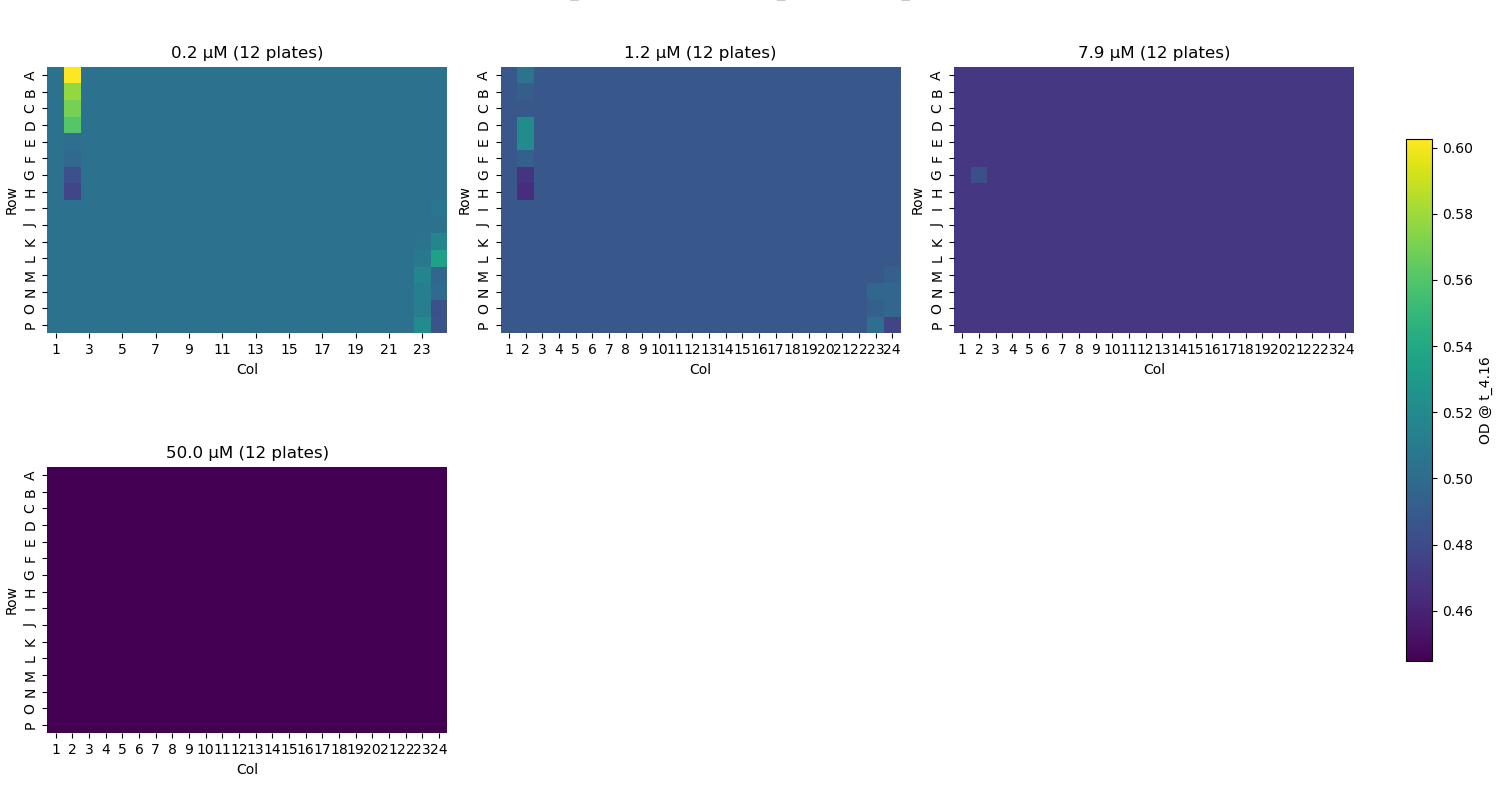 0.2 μM (12 plates)
1.2 μM (12 plates)
7.9 μM (12 plates)
Row
A
B
C
D
E
F
G
H
I
J
K
L
M
N
O
P
1 3 5 7 9 11 13 15 17 19 21 23
Col
Row
A
B
C
D
E
F
G
H
I
J
K
L
M
N
O
P
1 2 3 4 5 6 7 8 9 10 11 12 13 14 15 16 17 18 19 20 21 22 23 24
Col
Row
A
B
C
D
E
F
G
H
I
J
K
L
M
N
O
P
1 2 3 4 5 6 7 8 9 10 11 12 13 14 15 16 17 18 19 20 21 22 23 24
Col
50.0 μM (12 plates)
Row
A
B
C
D
E
F
G
H
I
J
K
L
M
N
O
P
1 2 3 4 5 6 7 8 9 10 11 12 13 14 15 16 17 18 19 20 21 22 23 24
Col
0.60
0.58
0.56
0.54
0.52
0.50
0.48
0.46
OD @ t_4.16